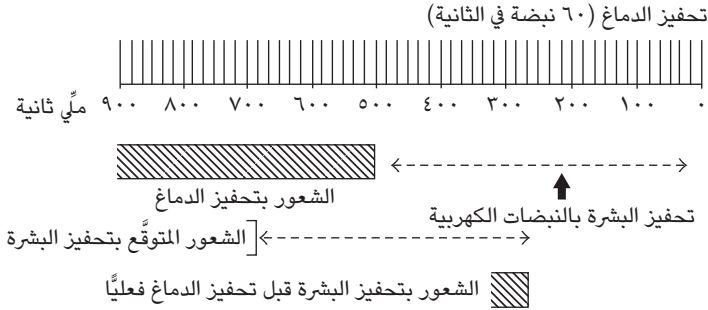 تحفيز الدماغ (٦٠ نبضة في الثانية)
٠ ١٠٠ ٢٠٠ ٣٠٠ ٤٠٠ ٥٠٠ ٦٠٠ ٧٠٠ ٨٠٠ ٩٠٠ ملِّي ثانية
الشعور بتحفيز الدماغ
تحفيز البشرة بالنبضات الكهربية
الشعور المتوقَّع بتحفيز البشرة
الشعور بتحفيز البشرة قبل تحفيز الدماغ فعليًّا